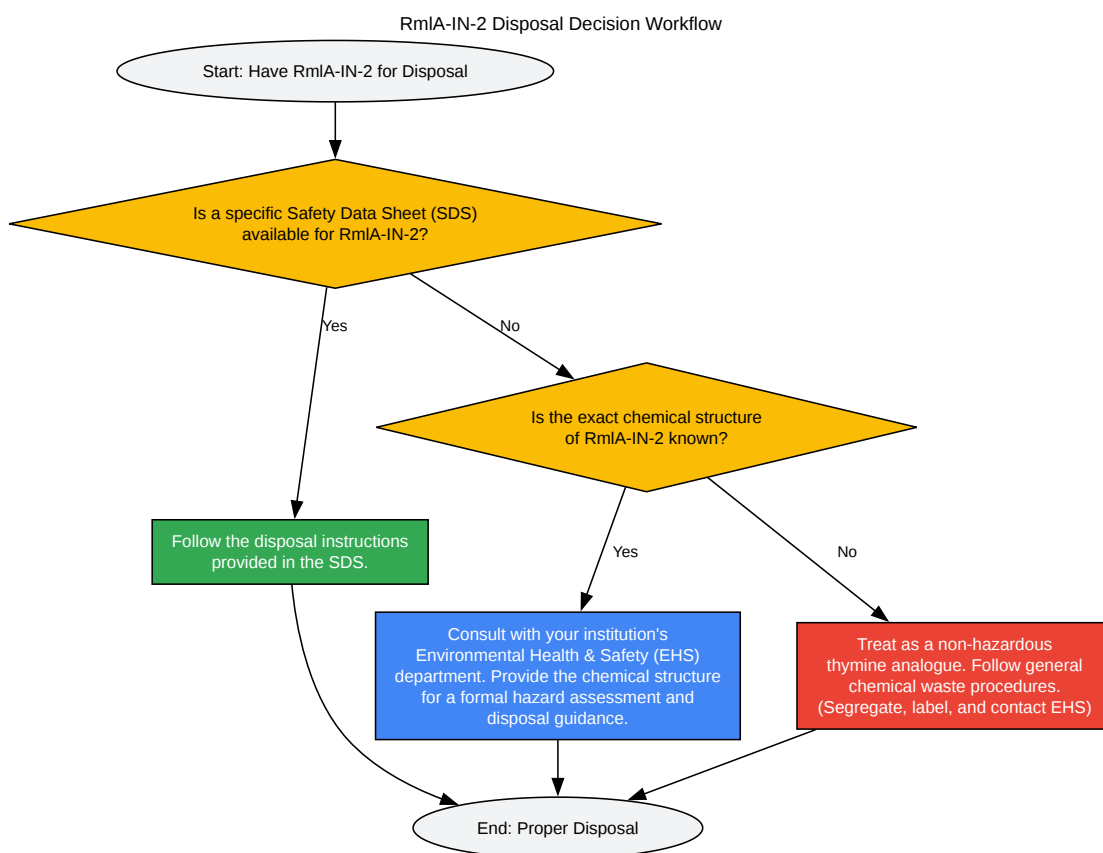 RmlA-IN-2 Disposal Decision Workflow
Start: Have RmlA-IN-2 for Disposal
Is a specific Safety Data Sheet (SDS)
available for RmlA-IN-2?
Yes
No
Is the exact chemical structure
of RmlA-IN-2 known?
Follow the disposal instructions
provided in the SDS.
Yes
No
Consult with your institution's
Environmental Health & Safety (EHS)
department. Provide the chemical structure
for a formal hazard assessment and
disposal guidance.
Treat as a non-hazardous
thymine analogue. Follow general
chemical waste procedures.
(Segregate, label, and contact EHS)
End: Proper Disposal